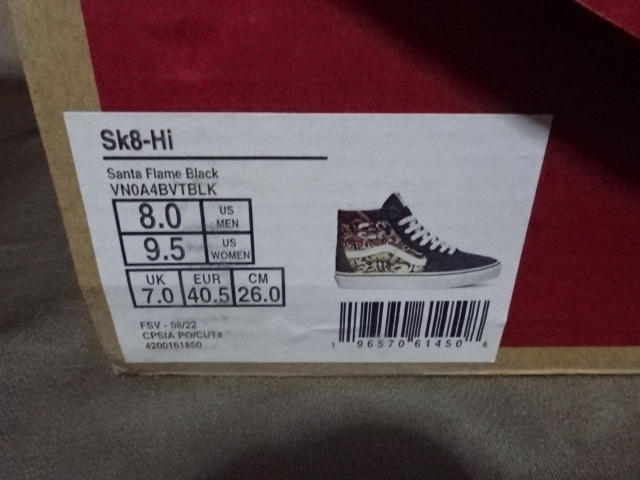 Sk8-Hi
Santa Flame Black
VN0A4BVTBLK
8.0 US MEN
9.5 US WOMEN
UK EUR CM
7.0 40.5 26.0
FSV - 08/22
CPSIA PO/CUT#
4200161850
1 96570 61450 8